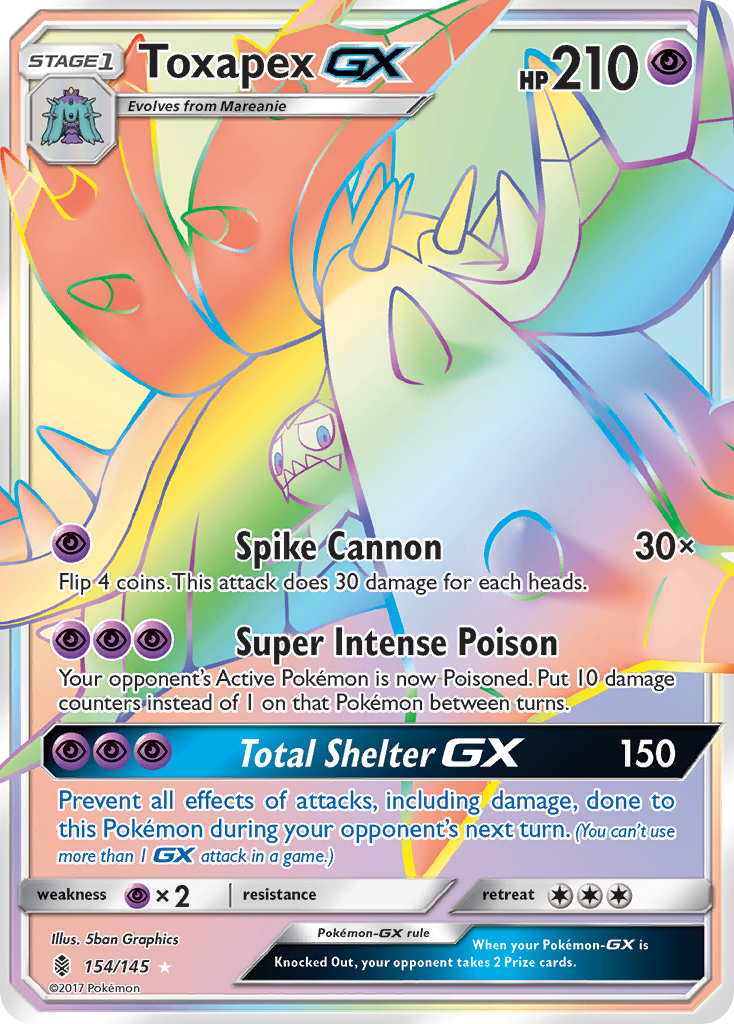 STAGE1 Toxapex GX HP210
Evolves from Mareanie
Spike Cannon 30×
Flip 4 coins. This attack does 30 damage for each heads.
Super Intense Poison
Your opponent's Active Pokémon is now Poisoned. Put 10 damage
counters instead of 1 on that Pokémon between turns.
Total Shelter GX 150
Prevent all effects of attacks, including damage, done to
this Pokémon during your opponent's next turn. (You can't use
more than 1 GX attack in a game.)
weakness ×2 resistance retreat
Illus. 5ban Graphics
Pokémon-GX rule
When your Pokémon-GX is
Knocked Out, your opponent takes 2 Prize cards.
154/145
©2017 Pokémon